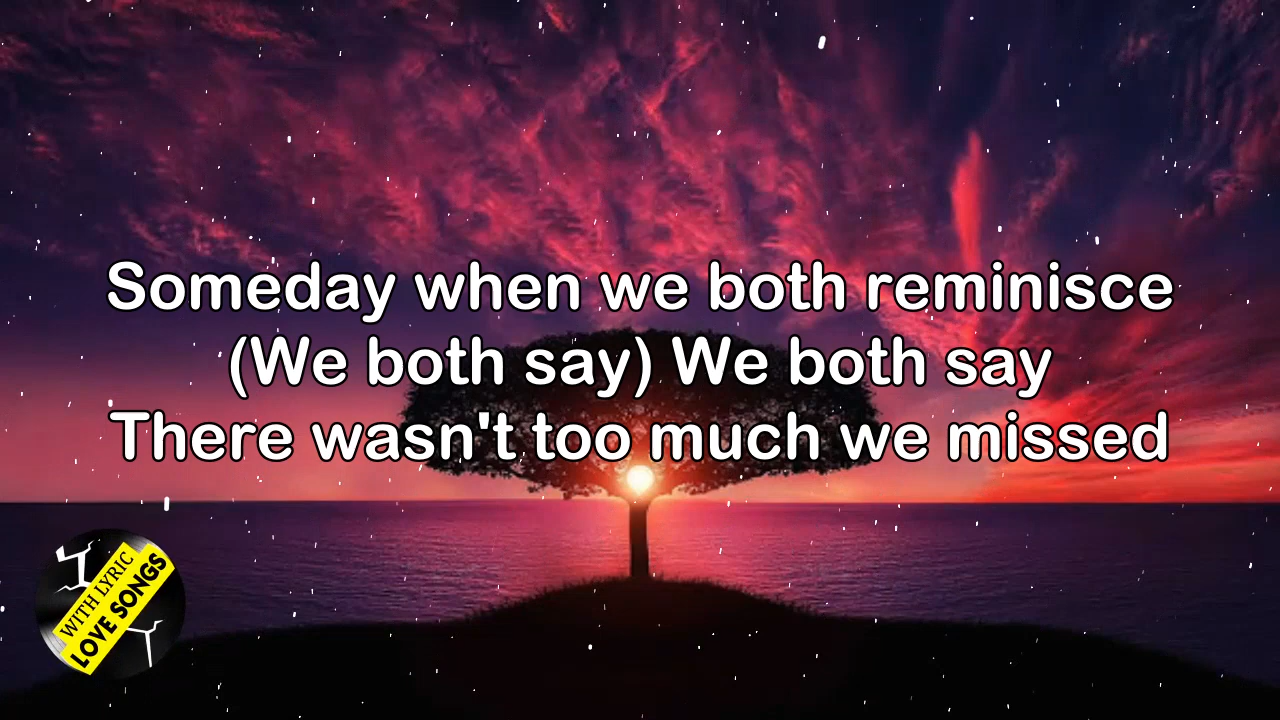 Someday when we both reminisce
(We both say) We both say
There wasn't too much we missed
WITH LYRIC
LOVE SONGS